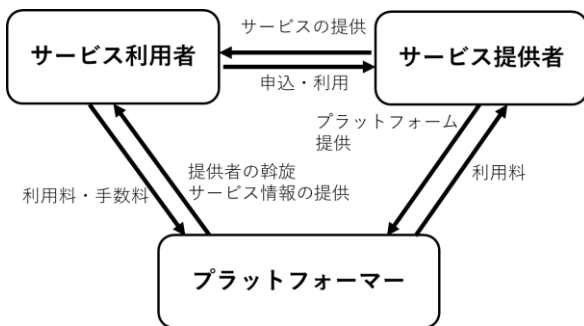 サービスの提供
サービス利用者
サービス提供者
申込・利用
プラットフォーム
提供
提供者の斡旋
サービス情報の提供
利用料・手数料
利用料
プラットフォーマー